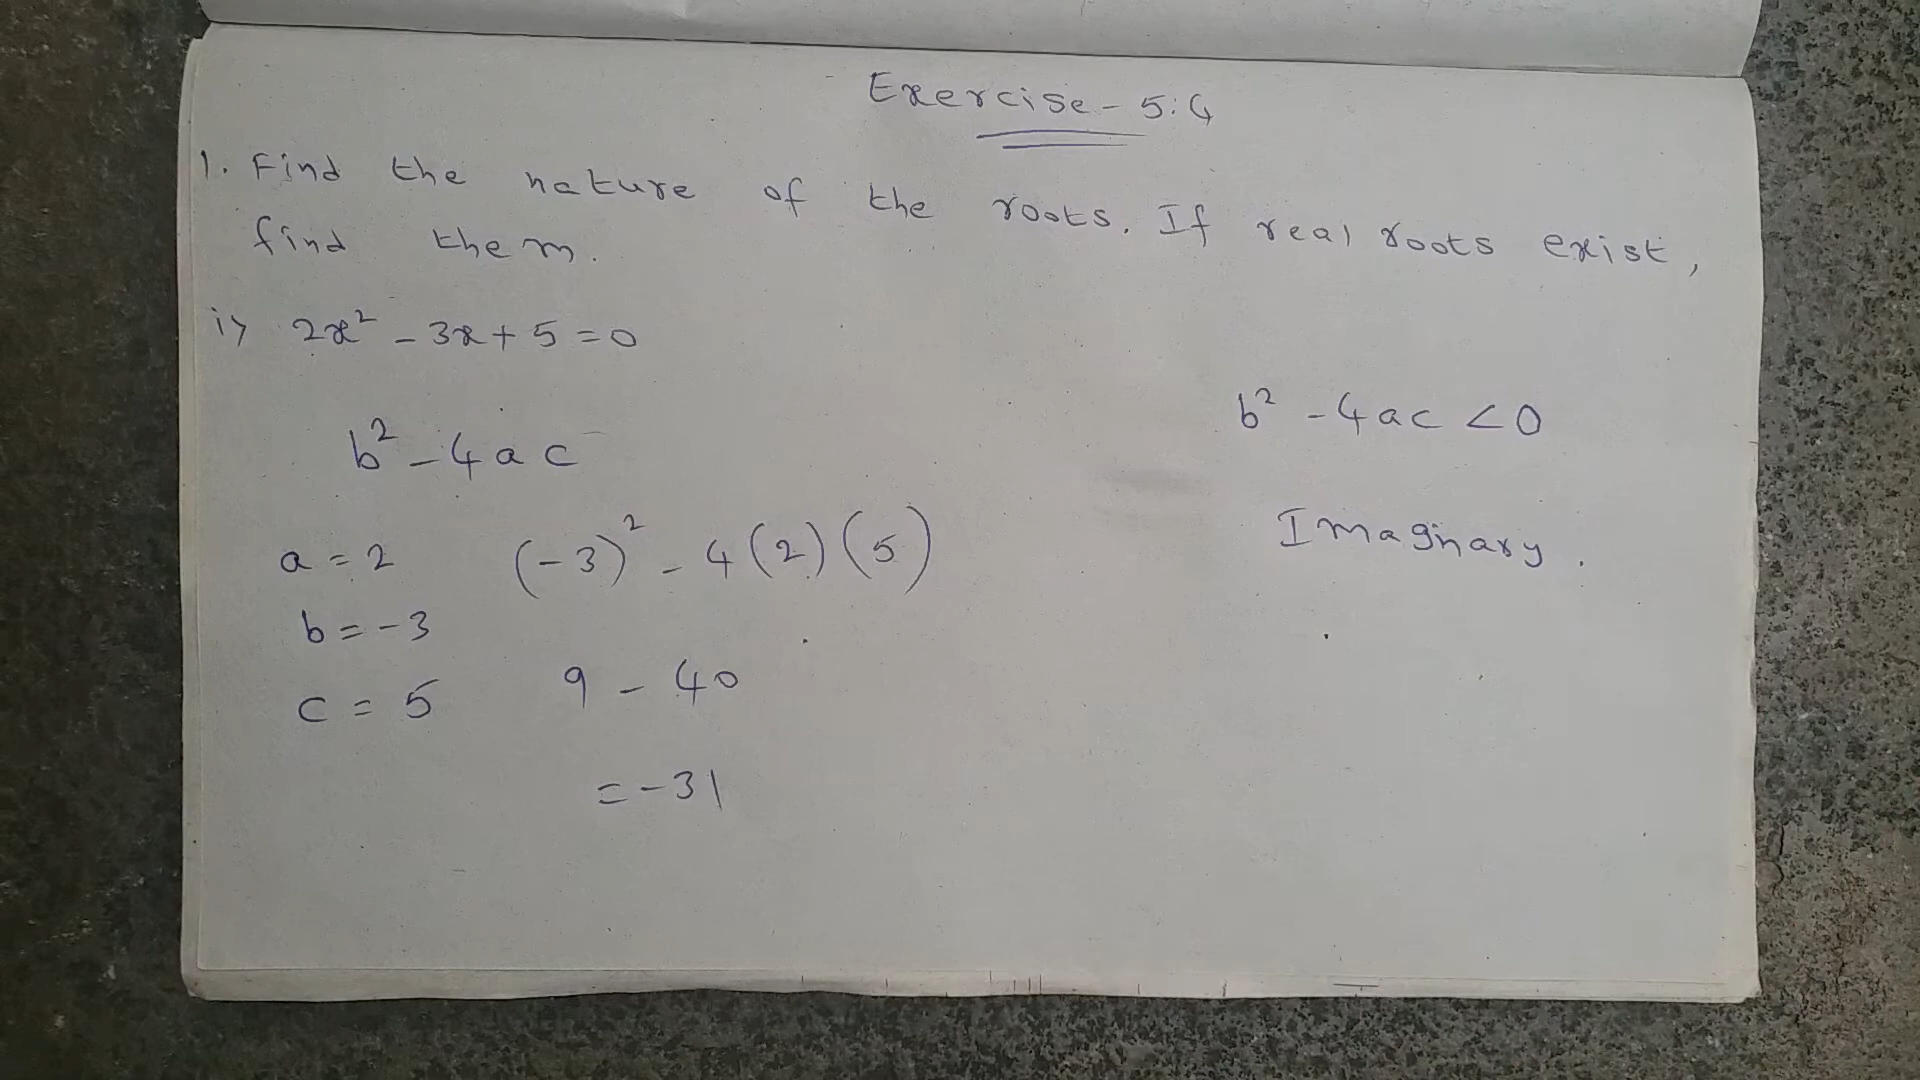 Exercise - 5.4
1. Find the nature of the roots. If real roots exist,
find them.
i) 2x² - 3x + 5 = 0
b² - 4ac < 0
b² - 4ac
Imaginary.
a = 2 (-3)² - 4(2)(5)
b = -3
c = 5 9 - 40
= -31